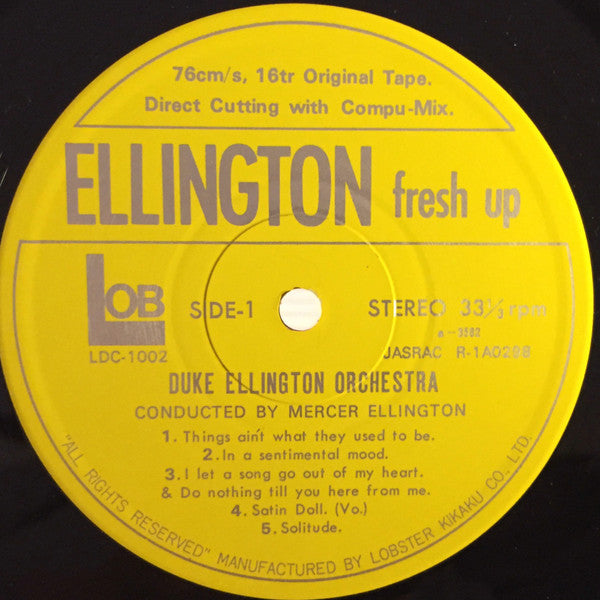 76cm/s, 16tr Original Tape.
Direct Cutting with Compu-Mix.
ELLINGTON fresh up
LOB
LDC-1002
SIDE-1
STEREO 33⅓ rpm
JASRAC R-1A0288
DUKE ELLINGTON ORCHESTRA
CONDUCTED BY MERCER ELLINGTON
1. Things ain't what they used to be.
2. In a sentimental mood.
3. I let a song go out of my heart.
& Do nothing till you here from me.
4. Satin Doll. (Vo.)
5. Solitude.
"ALL RIGHTS RESERVED" MANUFACTURED BY LOBSTER KIKAKU CO., LTD.